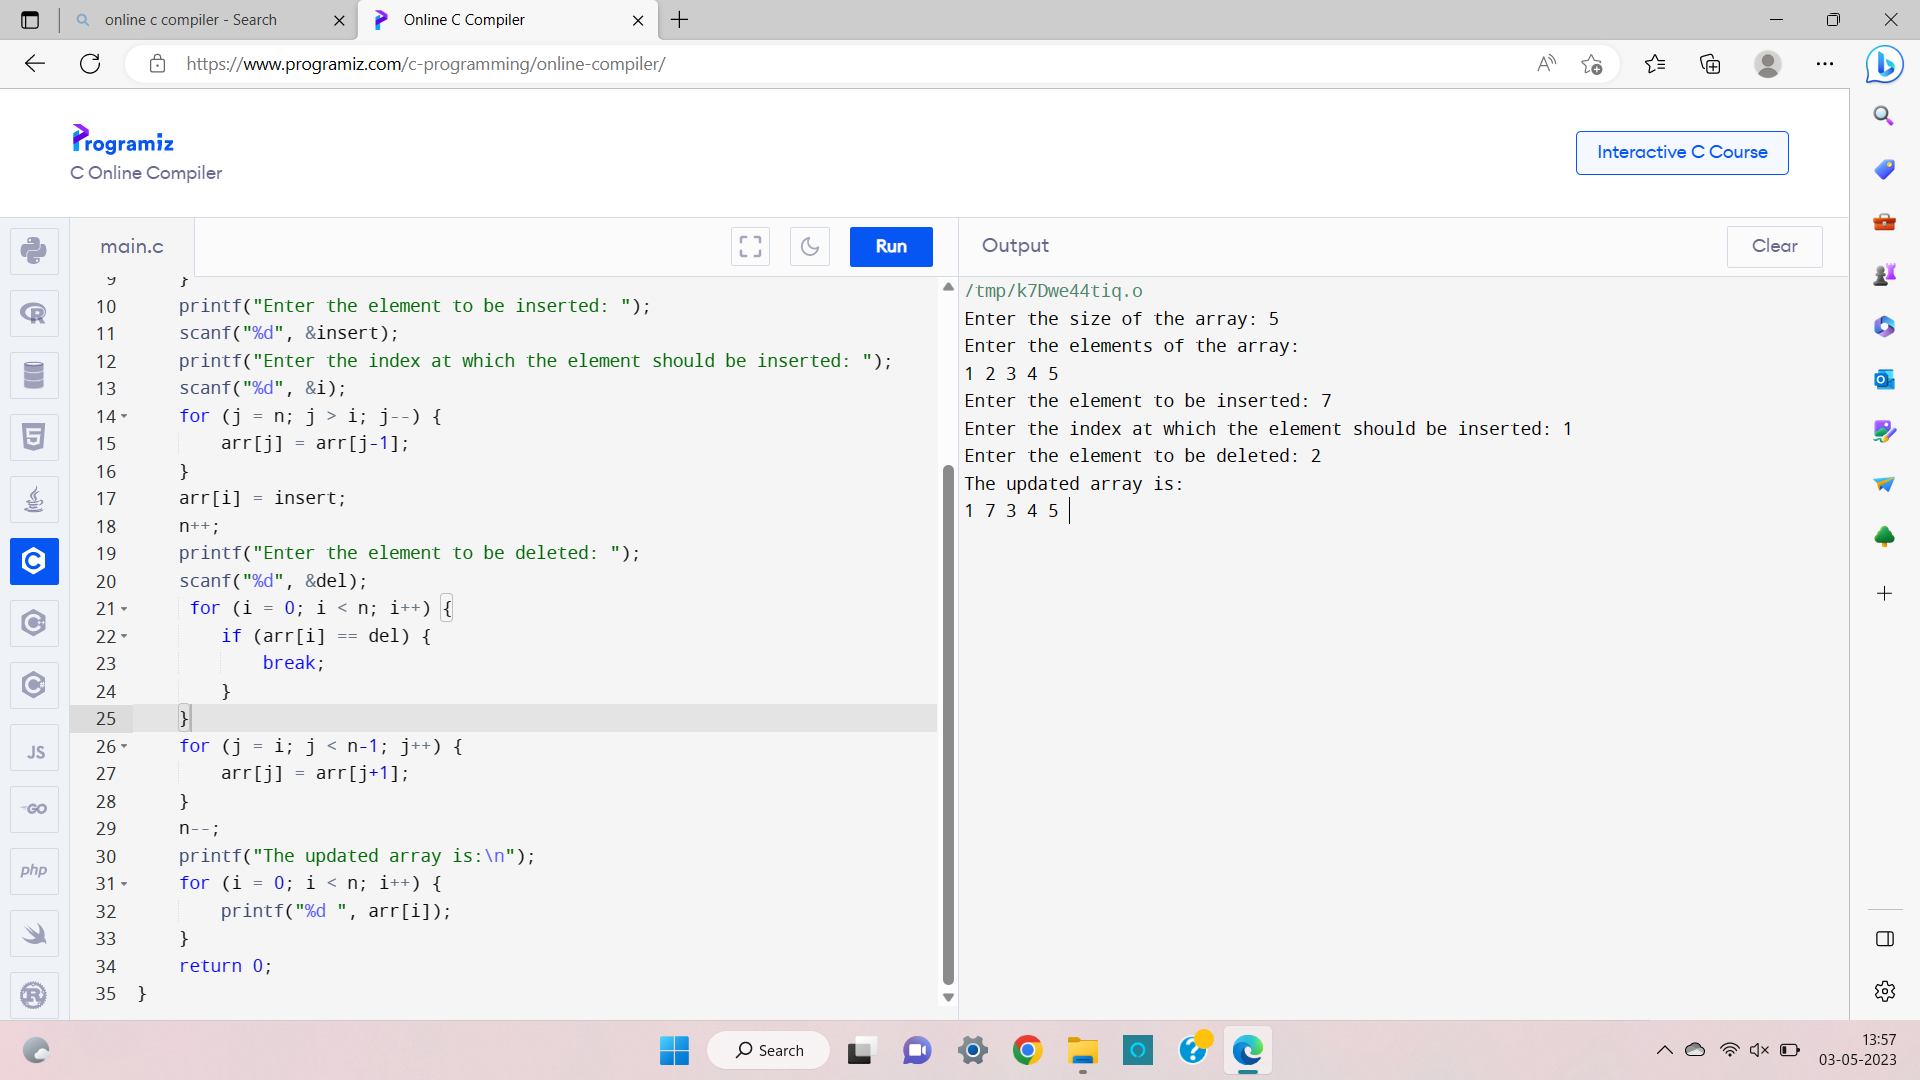 online c compiler - Search
Online C Compiler
https://www.programiz.com/c-programming/online-compiler/
Programiz
C Online Compiler
Interactive C Course
main.c
Run
Output
Clear
9 }
10 printf("Enter the element to be inserted: ");
11 scanf("%d", &insert);
12 printf("Enter the index at which the element should be inserted: ");
13 scanf("%d", &i);
14 for (j = n; j > i; j--) {
15 arr[j] = arr[j-1];
16 }
17 arr[i] = insert;
18 n++;
19 printf("Enter the element to be deleted: ");
20 scanf("%d", &del);
21 for (i = 0; i < n; i++) {
22 if (arr[i] == del) {
23 break;
24 }
25 }
26 for (j = i; j < n-1; j++) {
27 arr[j] = arr[j+1];
28 }
29 n--;
30 printf("The updated array is:\n");
31 for (i = 0; i < n; i++) {
32 printf("%d ", arr[i]);
33 }
34 return 0;
35 }
/tmp/k7Dwe44tiq.o
Enter the size of the array: 5
Enter the elements of the array:
1 2 3 4 5
Enter the element to be inserted: 7
Enter the index at which the element should be inserted: 1
Enter the element to be deleted: 2
The updated array is:
1 7 3 4 5
JS
GO
php
Search
13:57
03-05-2023